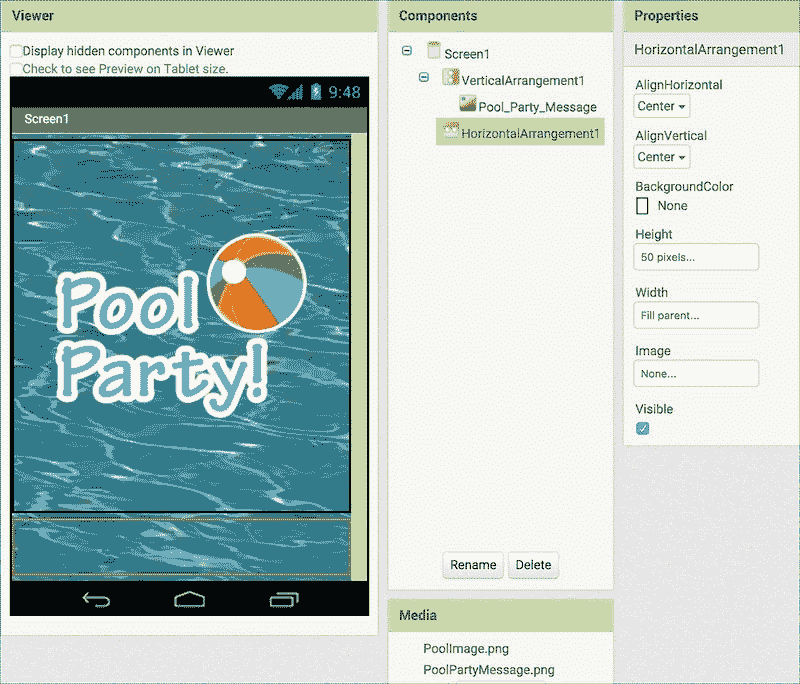 Viewer
Display hidden components in Viewer
Check to see Preview on Tablet size.
9:48
Screen1
Pool
Party!
Components
Screen1
VerticalArrangement1
Pool_Party_Message
HorizontalArrangement1
Rename
Delete
Media
PoolImage.png
PoolPartyMessage.png
Properties
HorizontalArrangement1
AlignHorizontal
Center
AlignVertical
Center
BackgroundColor
None
Height
50 pixels...
Width
Fill parent...
Image
None...
Visible